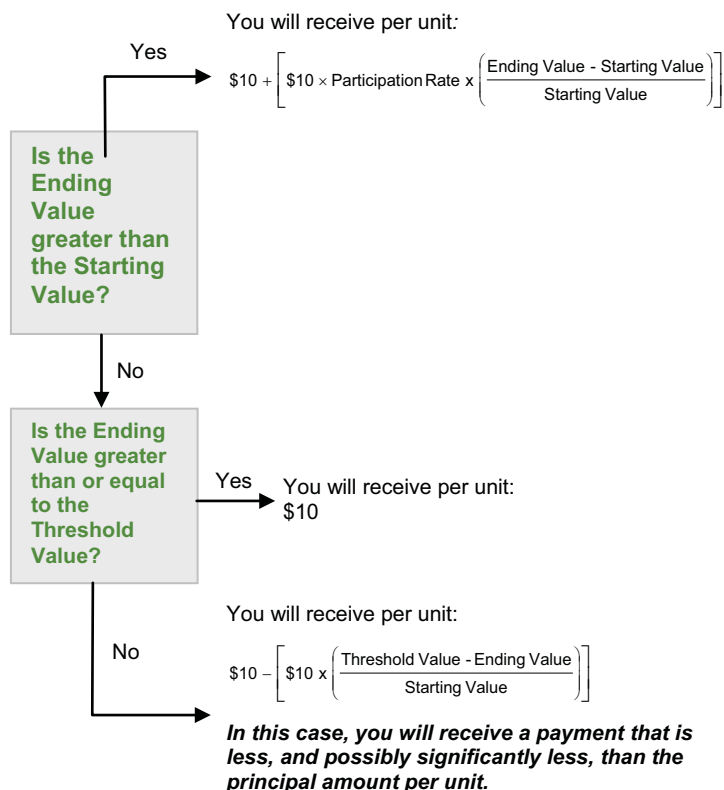 You will receive per unit:
Yes
$10 + [ $10 × Participation Rate x ( Ending Value - Starting Value / Starting Value ) ]
Is the
Ending
Value
greater than
the Starting
Value?
No
Is the Ending
Value greater
than or equal
to the
Threshold
Value?
Yes
You will receive per unit:
$10
You will receive per unit:
No
$10 − [ $10 x ( Threshold Value - Ending Value / Starting Value ) ]
In this case, you will receive a payment that is
less, and possibly significantly less, than the
principal amount per unit.